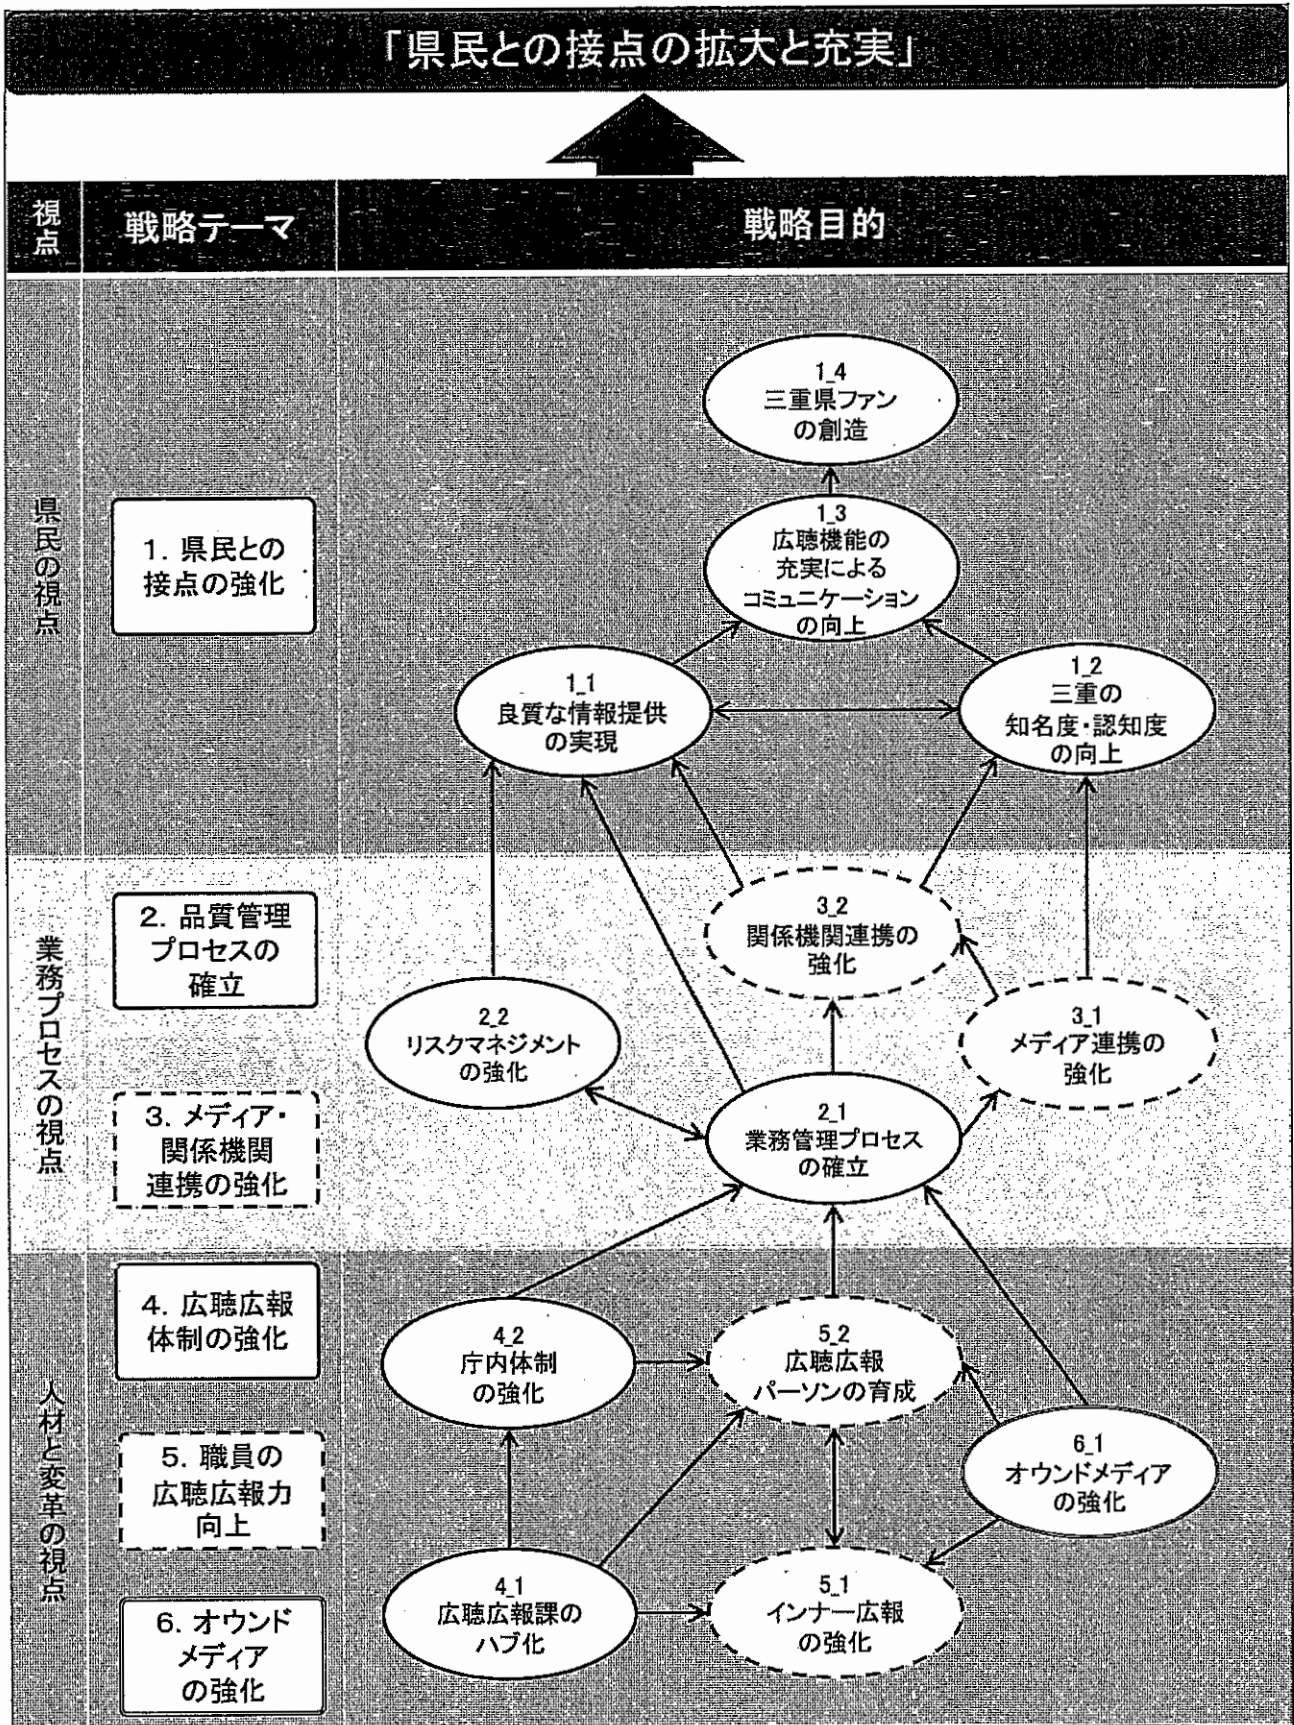 「県民との接点の拡大と充実」
視点
戦略テーマ
戦略目的
県民の視点
1. 県民との
接点の強化
1_4
三重県ファン
の創造
1_3
広聴機能の
充実による
コミュニケーション
の向上
1_1
良質な情報提供
の実現
1_2
三重の
知名度・認知度
の向上
業務プロセスの視点
2. 品質管理
プロセスの
確立
3. メディア・
関係機関
連携の強化
3_2
関係機関連携の
強化
2_2
リスクマネジメント
の強化
3_1
メディア連携の
強化
2_1
業務管理プロセス
の確立
人材と変革の視点
4. 広聴広報
体制の強化
5. 職員の
広聴広報力
向上
6. オウンド
メディア
の強化
4_2
庁内体制
の強化
5_2
広聴広報
パーソンの育成
6_1
オウンドメディア
の強化
4_1
広聴広報課の
ハブ化
5_1
インナー広報
の強化